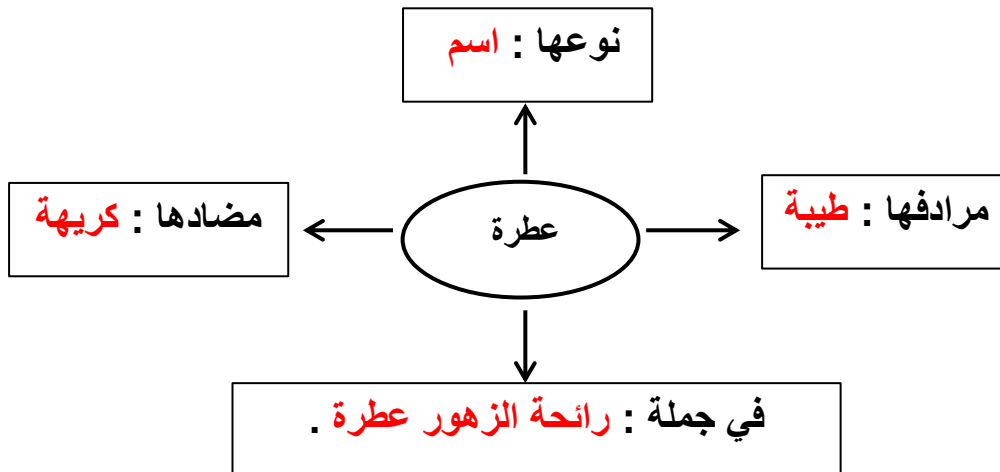 نوعها : اسم
مرادفها : طيبة
عطرة
مضادها : كريهة
في جملة : رائحة الزهور عطرة .